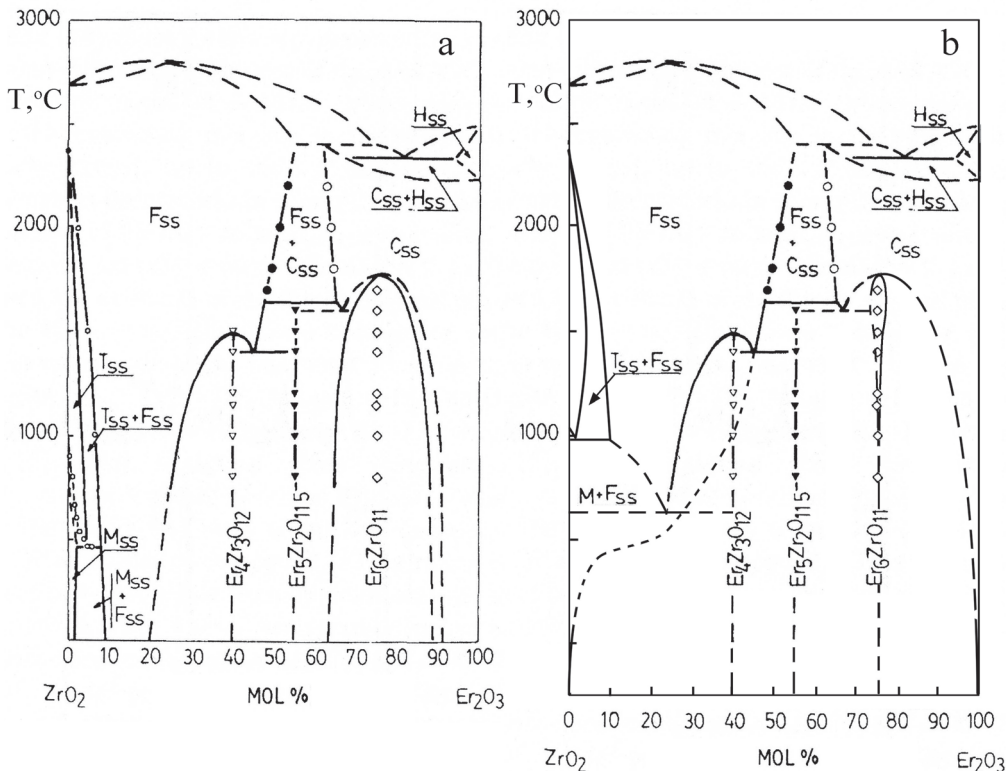 3000
a
T,°C
2000
1000
0
HSS
CSS+HSS
FSS
FSS
+
CSS
CSS
TSS
TSS+FSS
MSS
MSS
+
FSS
Er4Zr3O12
Er5Zr2O11.5
Er6ZrO11
0 10 20 30 40 50 60 70 80 90 100
ZrO2 MOL % Er2O3
3000
b
T,°C
2000
1000
HSS
CSS+HSS
FSS
FSS
+
CSS
CSS
TSS+FSS
M+FSS
Er4Zr3O12
Er5Zr2O11.5
Er6ZrO11
0 10 20 30 40 50 60 70 80 90 100
ZrO2 MOL % Er2O3